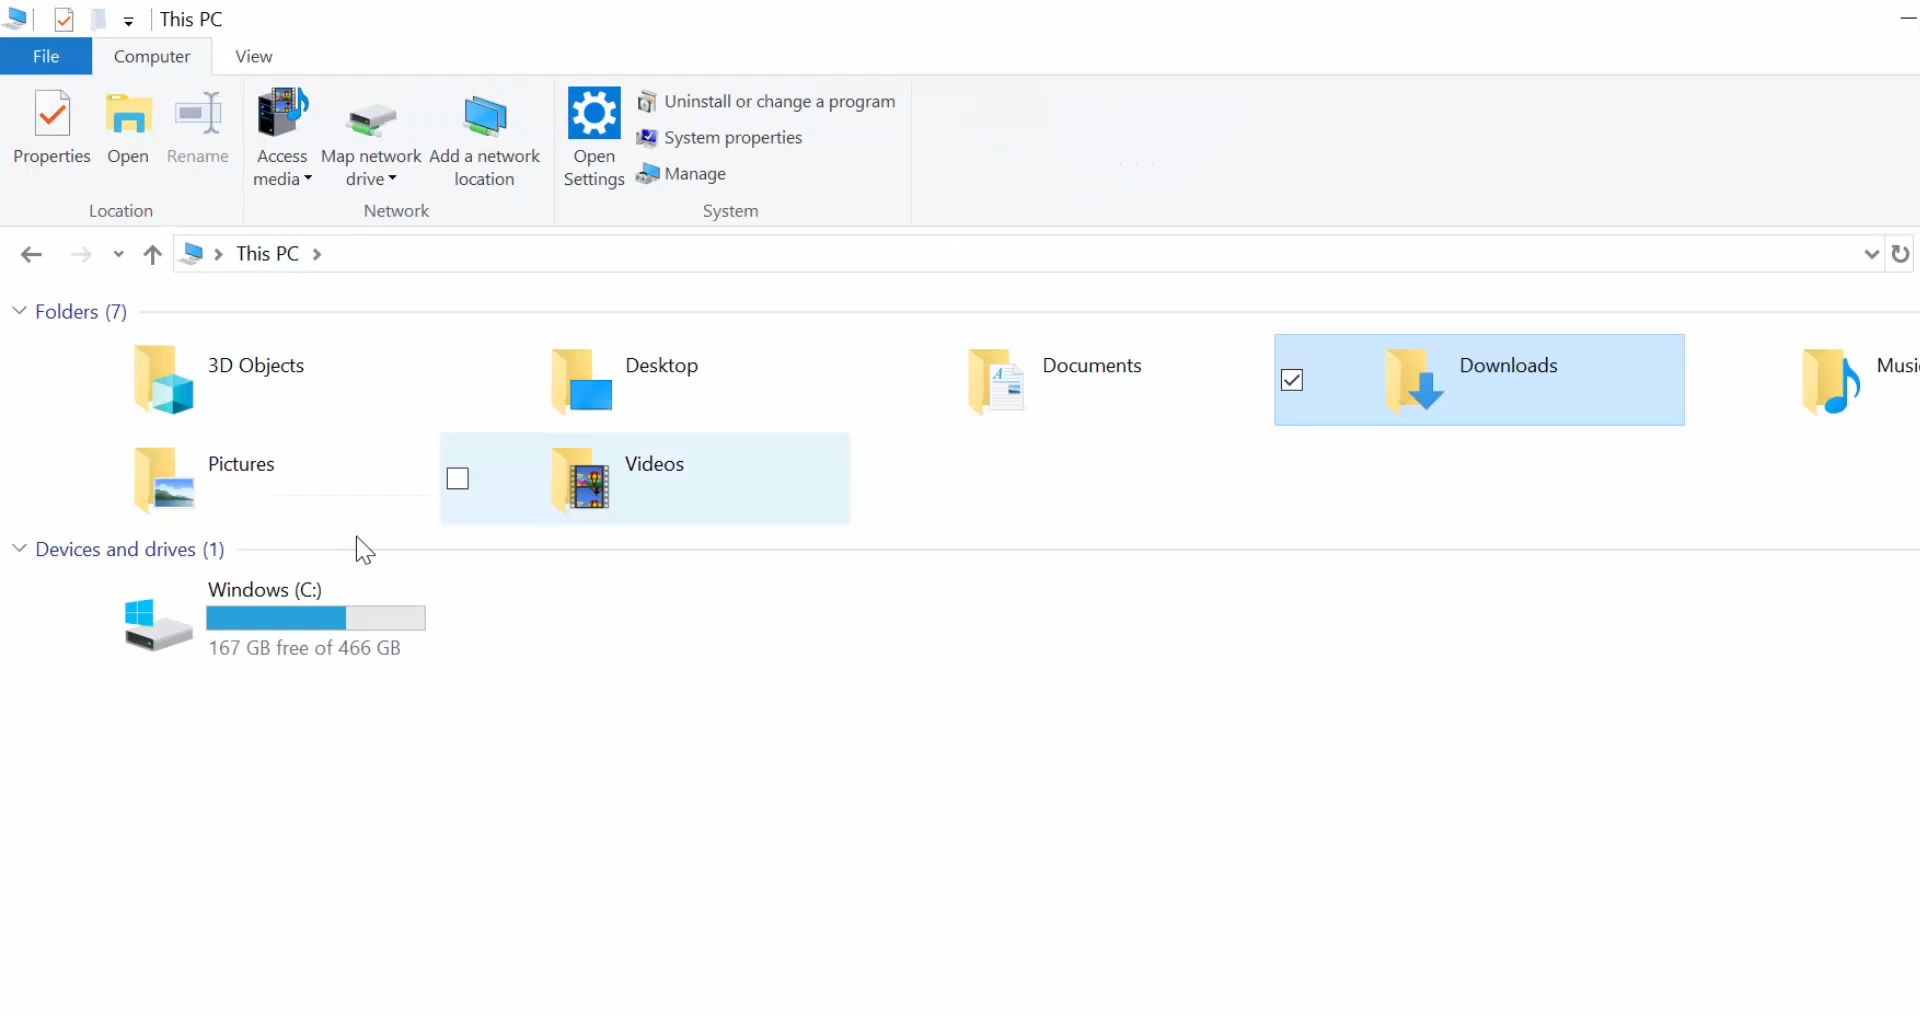 This PC
File Computer View
Properties Open Rename Access media Map network drive Add a network location Open Settings Uninstall or change a program
System properties
Manage
Location Network System
This PC
Folders (7)
3D Objects Desktop Documents Downloads
Pictures Videos
Devices and drives (1)
Windows (C:)
167 GB free of 466 GB